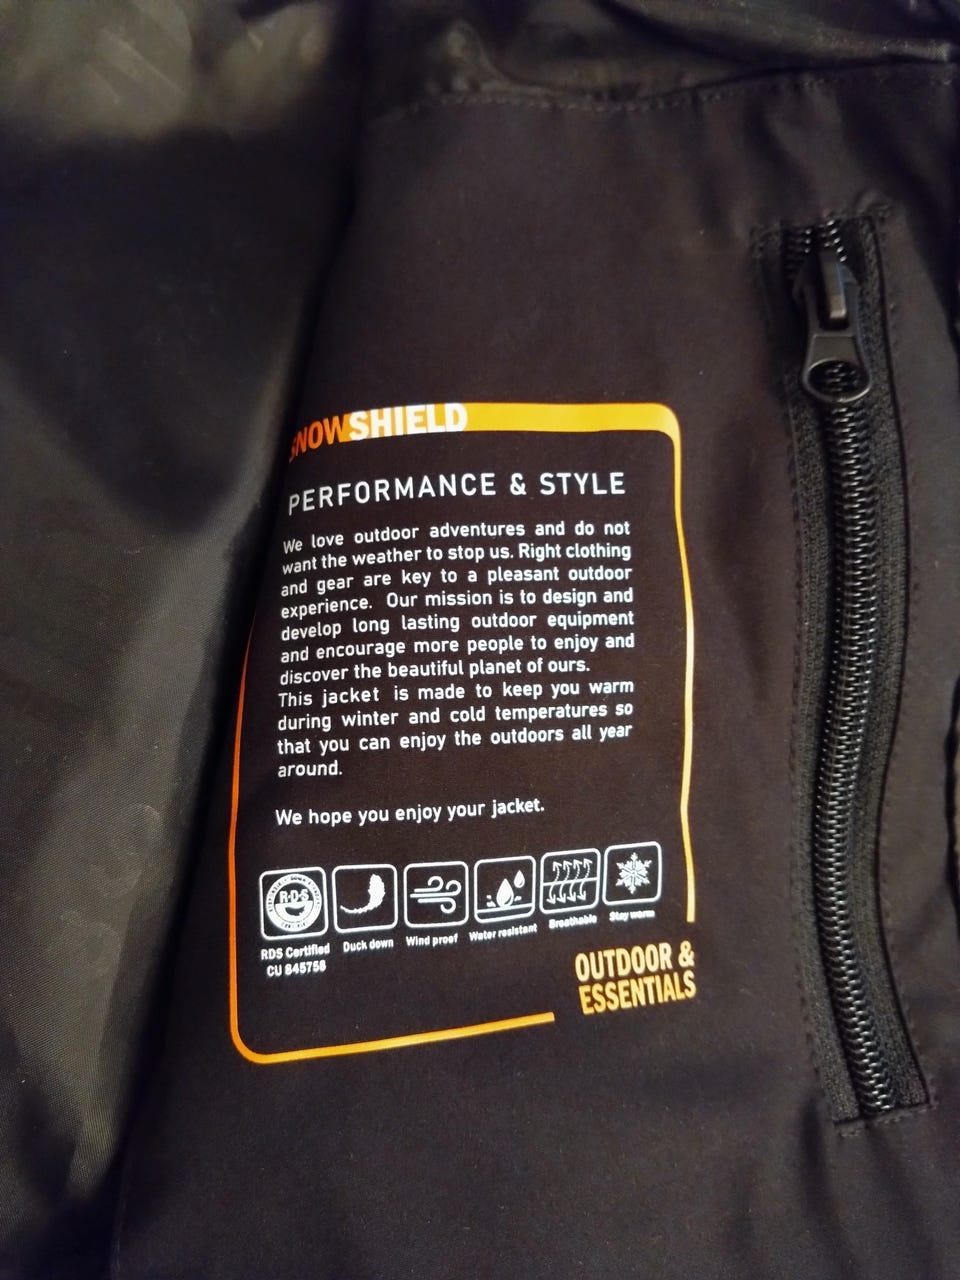 SNOWSHIELD
PERFORMANCE & STYLE
We love outdoor adventures and do not
want the weather to stop us. Right clothing
and gear are key to a pleasant outdoor
experience. Our mission is to design and
develop long lasting outdoor equipment
and encourage more people to enjoy and
discover the beautiful planet of ours.
This jacket is made to keep you warm
during winter and cold temperatures so
that you can enjoy the outdoors all year
around.
We hope you enjoy your jacket.
R·D·S
RDS Certified
CU 845756
Duck down
Wind proof
Water resistant
Breathable
Stay warm
OUTDOOR &
ESSENTIALS